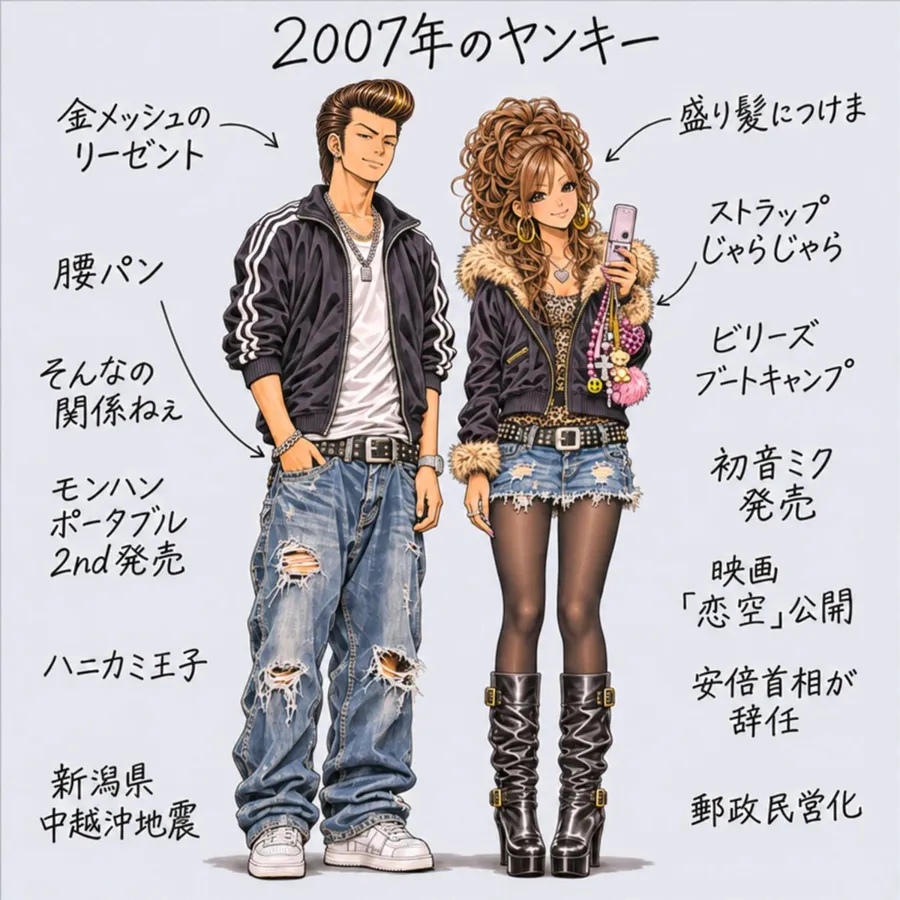 2007年のヤンキー
金メッシュの
リーゼント
腰パン
そんなの
関係ねぇ
モンハン
ポータブル
2nd発売
ハニカミ王子
新潟県
中越沖地震
盛り髪につけま
ストラップ
じゃらじゃら
ビリーズ
ブートキャンプ
初音ミク
発売
映画
「恋空」公開
安倍首相が
辞任
郵政民営化